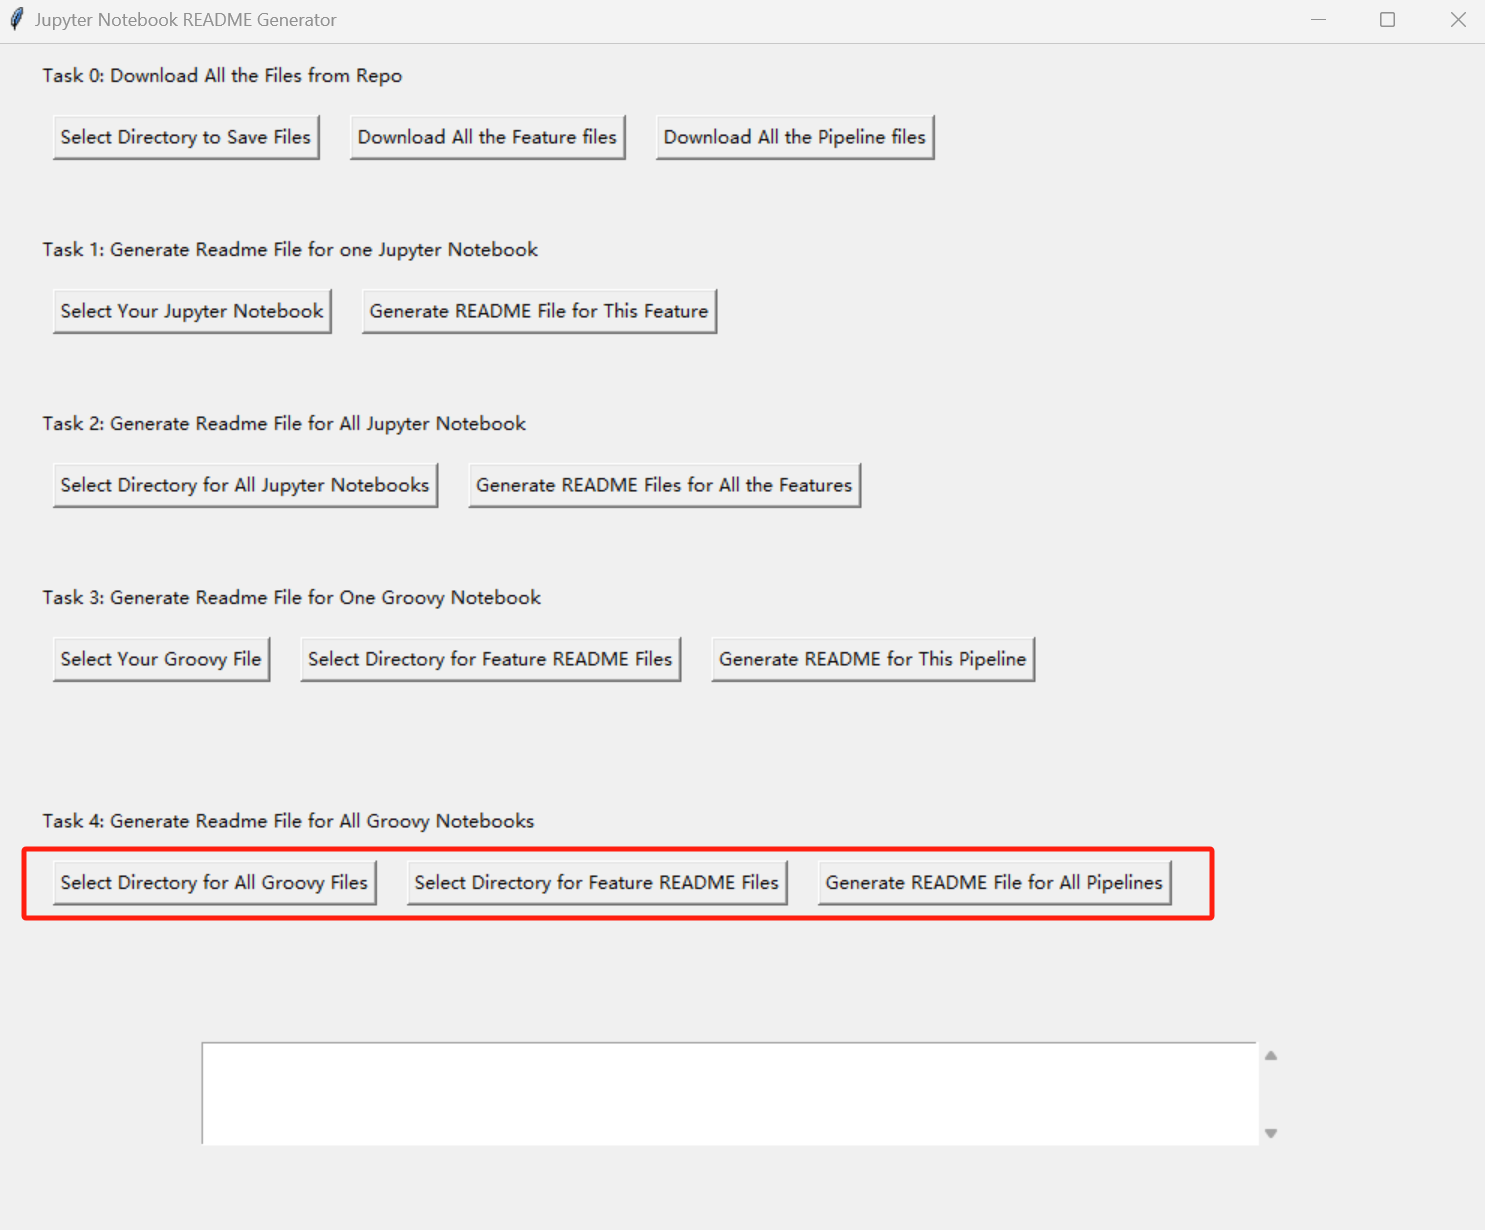 Jupyter Notebook README Generator
Task 0: Download All the Files from Repo
Select Directory to Save Files Download All the Feature files Download All the Pipeline files
Task 1: Generate Readme File for one Jupyter Notebook
Select Your Jupyter Notebook Generate README File for This Feature
Task 2: Generate Readme File for All Jupyter Notebook
Select Directory for All Jupyter Notebooks Generate README Files for All the Features
Task 3: Generate Readme File for One Groovy Notebook
Select Your Groovy File Select Directory for Feature README Files Generate README for This Pipeline
Task 4: Generate Readme File for All Groovy Notebooks
Select Directory for All Groovy Files Select Directory for Feature README Files Generate README File for All Pipelines